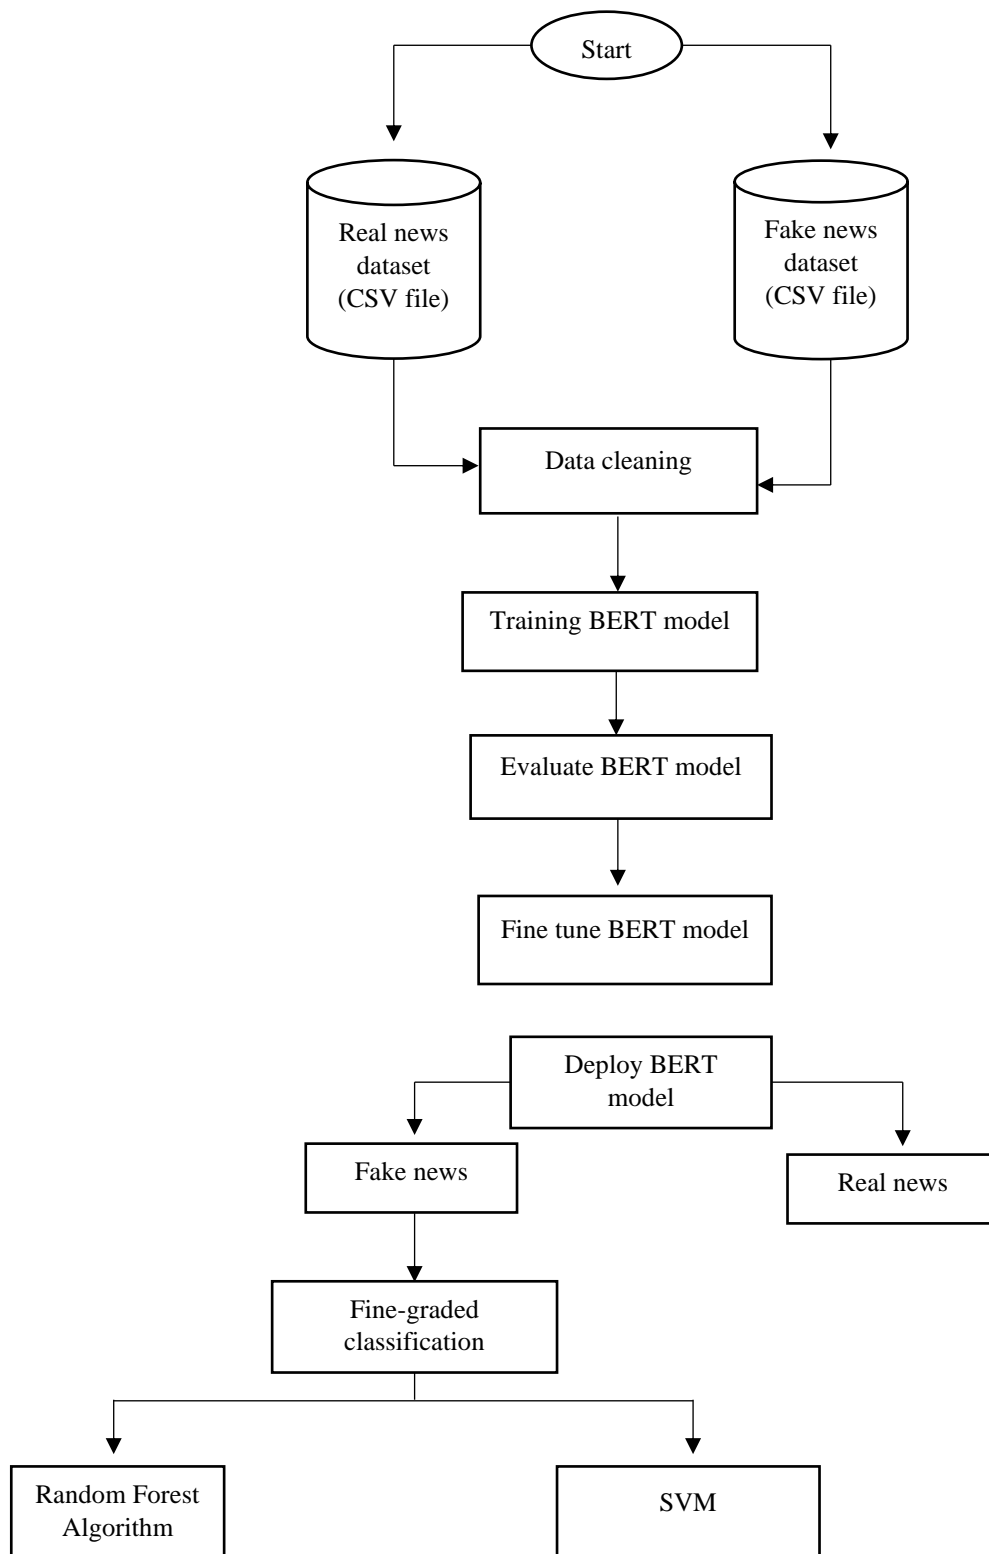 Start
Real news
dataset
(CSV file)
Fake news
dataset
(CSV file)
Data cleaning
Training BERT model
Evaluate BERT model
Fine tune BERT model
Deploy BERT
model
Fake news
Real news
Fine-graded
classification
Random Forest
Algorithm
SVM